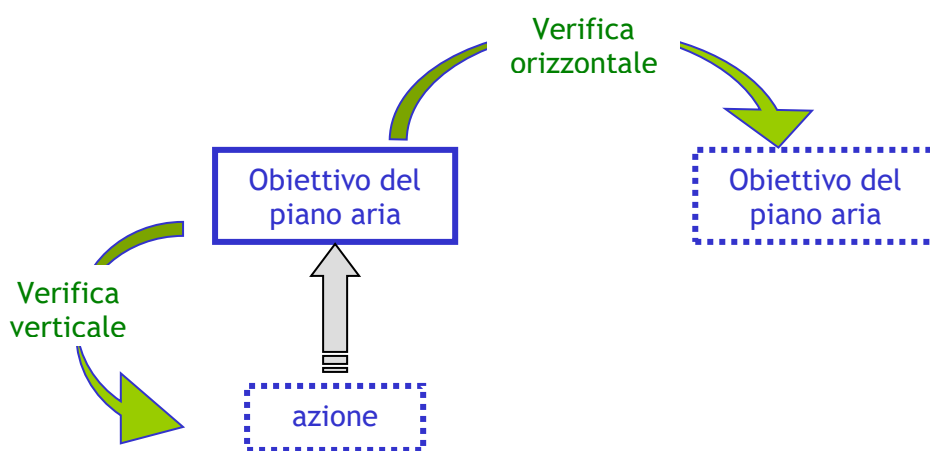 Verifica
orizzontale
Obiettivo del
piano aria
Obiettivo del
piano aria
Verifica
verticale
azione